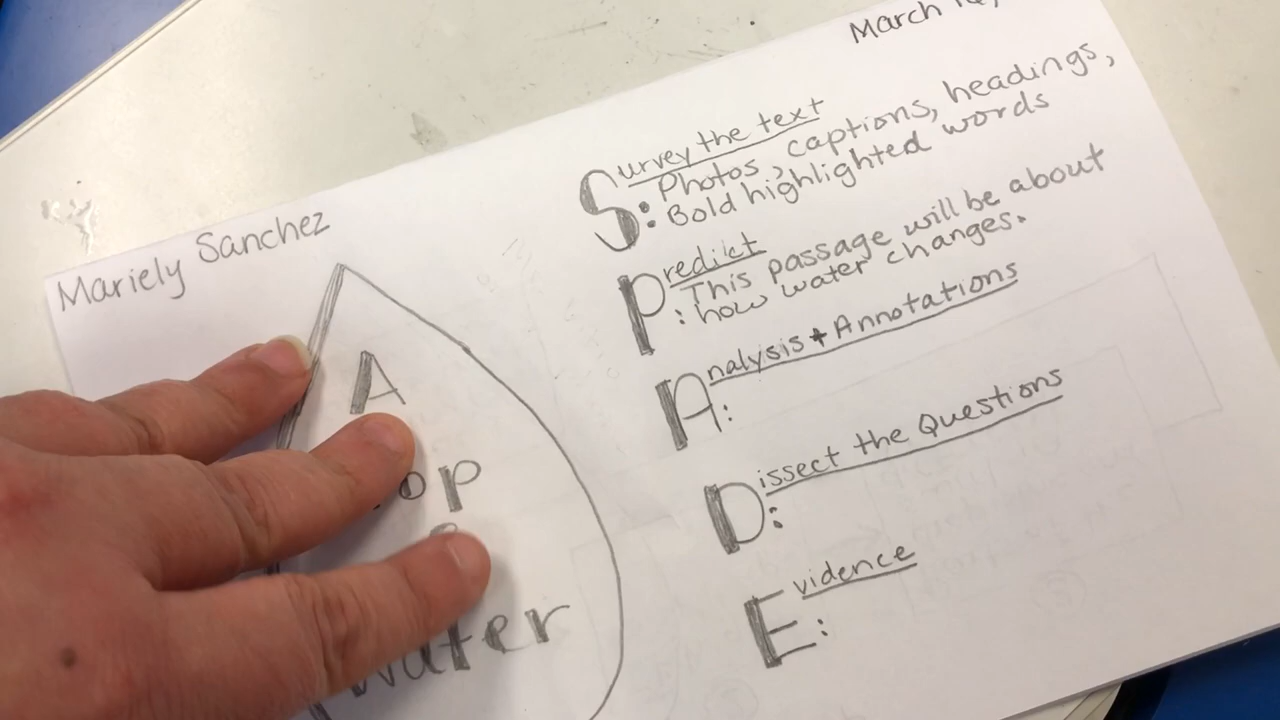 March
Mariely Sanchez
A
op
Water
Survey the text
: Photos, captions, headings,
Bold highlighted words
Predict
: This passage will be about
how water changes.
Analysis + Annotations
:
Dissect the Questions
:
Evidence
: